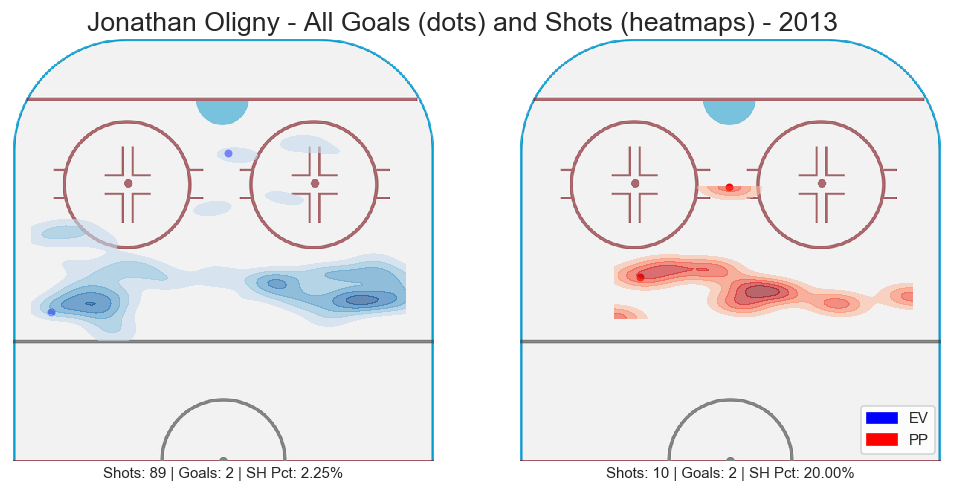 Jonathan Oligny - All Goals (dots) and Shots (heatmaps) - 2013
EV
PP
Shots: 89 | Goals: 2 | SH Pct: 2.25%
Shots: 10 | Goals: 2 | SH Pct: 20.00%